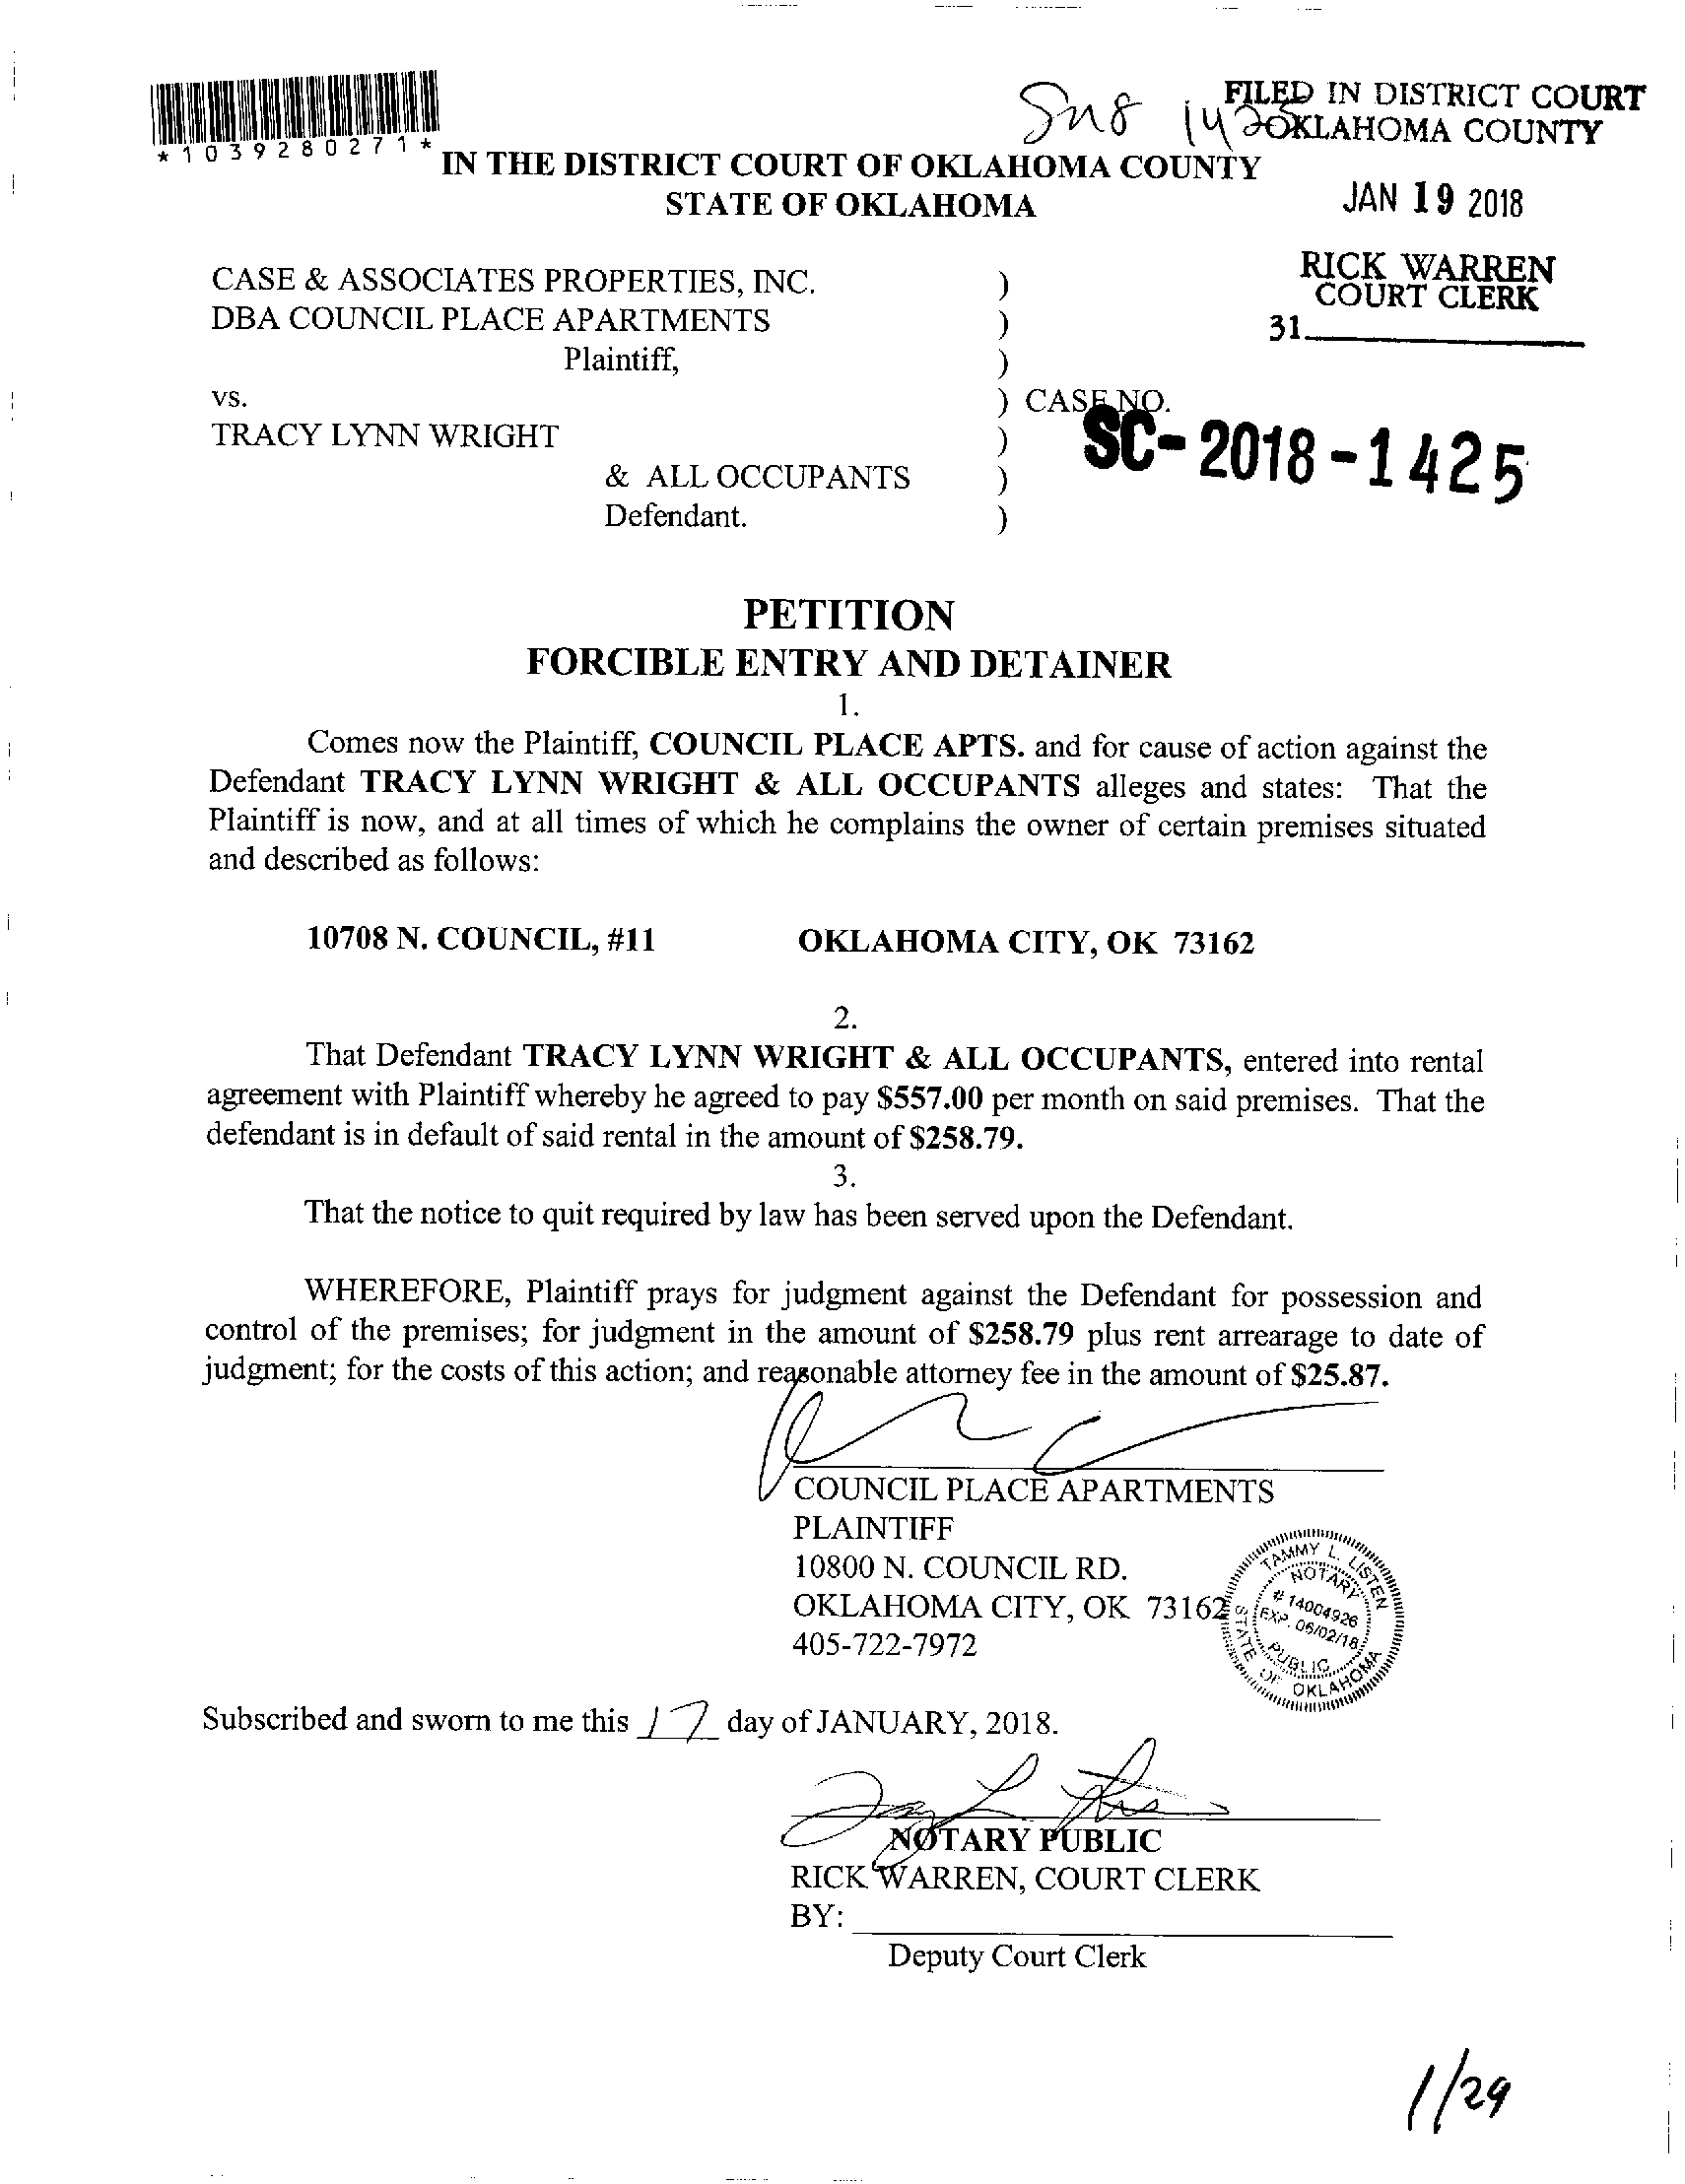 *1039280271*
FILED IN DISTRICT COURT
OKLAHOMA COUNTY
IN THE DISTRICT COURT OF OKLAHOMA COUNTY
STATE OF OKLAHOMA
JAN 19 2018
RICK WARREN
COURT CLERK
31
CASE & ASSOCIATES PROPERTIES, INC. )
DBA COUNCIL PLACE APARTMENTS )
Plaintiff, )
vs. ) CASE NO.
SC-2018-1425
TRACY LYNN WRIGHT )
& ALL OCCUPANTS )
Defendant. )
PETITION
FORCIBLE ENTRY AND DETAINER
1.
Comes now the Plaintiff, COUNCIL PLACE APTS. and for cause of action against the
Defendant TRACY LYNN WRIGHT & ALL OCCUPANTS alleges and states: That the
Plaintiff is now, and at all times of which he complains the owner of certain premises situated
and described as follows:
10708 N. COUNCIL, #11 OKLAHOMA CITY, OK 73162
2.
That Defendant TRACY LYNN WRIGHT & ALL OCCUPANTS, entered into rental
agreement with Plaintiff whereby he agreed to pay $557.00 per month on said premises. That the
defendant is in default of said rental in the amount of $258.79.
3.
That the notice to quit required by law has been served upon the Defendant.
WHEREFORE, Plaintiff prays for judgment against the Defendant for possession and
control of the premises; for judgment in the amount of $258.79 plus rent arrearage to date of
judgment; for the costs of this action; and reasonable attorney fee in the amount of $25.87.
COUNCIL PLACE APARTMENTS
PLAINTIFF
10800 N. COUNCIL RD.
OKLAHOMA CITY, OK 73162
405-722-7972
TAMMY L. LISTEN
NOTARY
# 14004926
EXP. 06/02/18
PUBLIC
STATE OF OKLAHOMA
Subscribed and sworn to me this 17 day of JANUARY, 2018.
NOTARY PUBLIC
RICK WARREN, COURT CLERK
BY:
Deputy Court Clerk
1/29